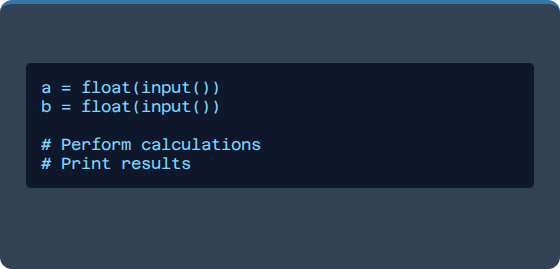 a = float(input())
b = float(input())

# Perform calculations
# Print results